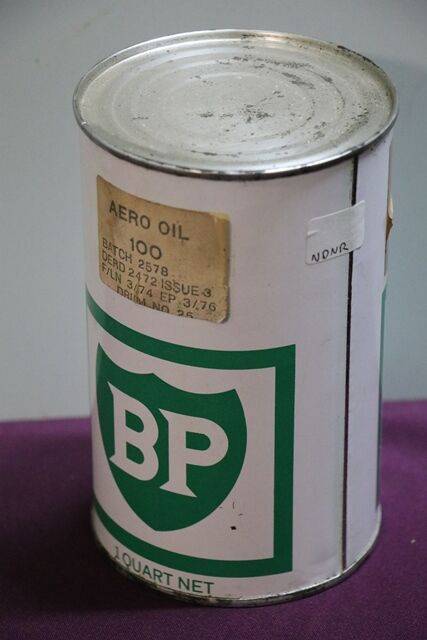 AERO OIL
100
BATCH 2578
DERD 2472 ISSUE 3
F/LN 3/74 EP 3/76
DRUM NO 26
NDNR
BP
1 QUART NET